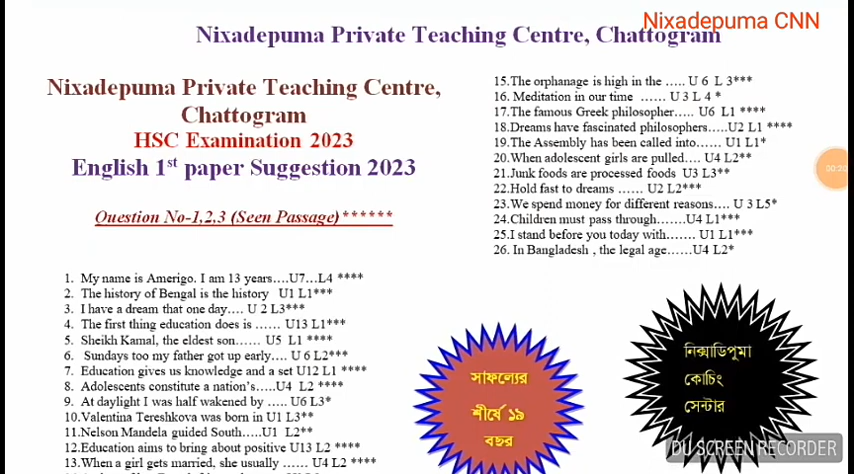 Nixadepuma CNN
Nixadepuma Private Teaching Centre, Chattogram
Nixadepuma Private Teaching Centre,
Chattogram
HSC Examination 2023
English 1st paper Suggestion 2023
Question No-1,2,3 (Seen Passage)******
1. My name is Amerigo. I am 13 years....U7...L4 ****
2. The history of Bengal is the history U1 L1***
3. I have a dream that one day.... U 2 L3***
4. The first thing education does is ...... U13 L1***
5. Sheikh Kamal, the eldest son...... U5 L1 ****
6. Sundays too my father got up early.... U 6 L2***
7. Education gives us knowledge and a set U12 L1 ****
8. Adolescents constitute a nation's.....U4 L2 ****
9. At daylight I was half wakened by ..... U6 L3*
10.Valentina Tereshkova was born in U1 L3**
11.Nelson Mandela guided South.....U1 L2**
12.Education aims to bring about positive U13 L2 ****
13.When a girl gets married, she usually ...... U4 L2 ****
15.The orphanage is high in the ..... U 6 L 3***
16. Meditation in our time ...... U 3 L 4 *
17.The famous Greek philosopher..... U6 L1 ****
18.Dreams have fascinated philosophers.....U2 L1 ****
19.The Assembly has been called into...... U1 L1*
20.When adolescent girls are pulled.... U4 L2**
21.Junk foods are processed foods U3 L3**
22.Hold fast to dreams ...... U2 L2***
23.We spend money for different reasons.... U 3 L5*
24.Children must pass through.......U4 L1***
25.I stand before you today with....... U1 L1***
26. In Bangladesh , the legal age......U4 L2*
সাফল্যের
শীর্ষে ১৯
বছর
নিক্সাডিপুমা
কোচিং
সেন্টার
00:20
DU SCREEN RECORDER